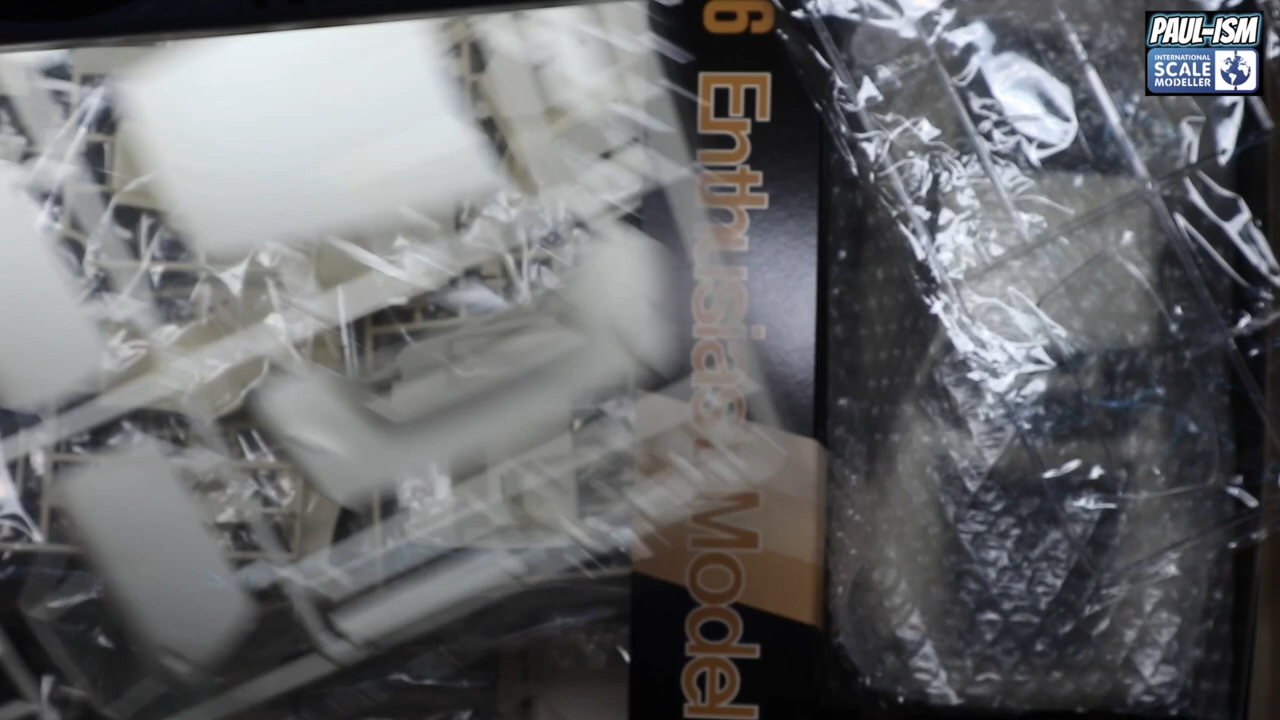 6 Enthusiast Model
PAUL-ISM
INTERNATIONAL
SCALE
MODELLER